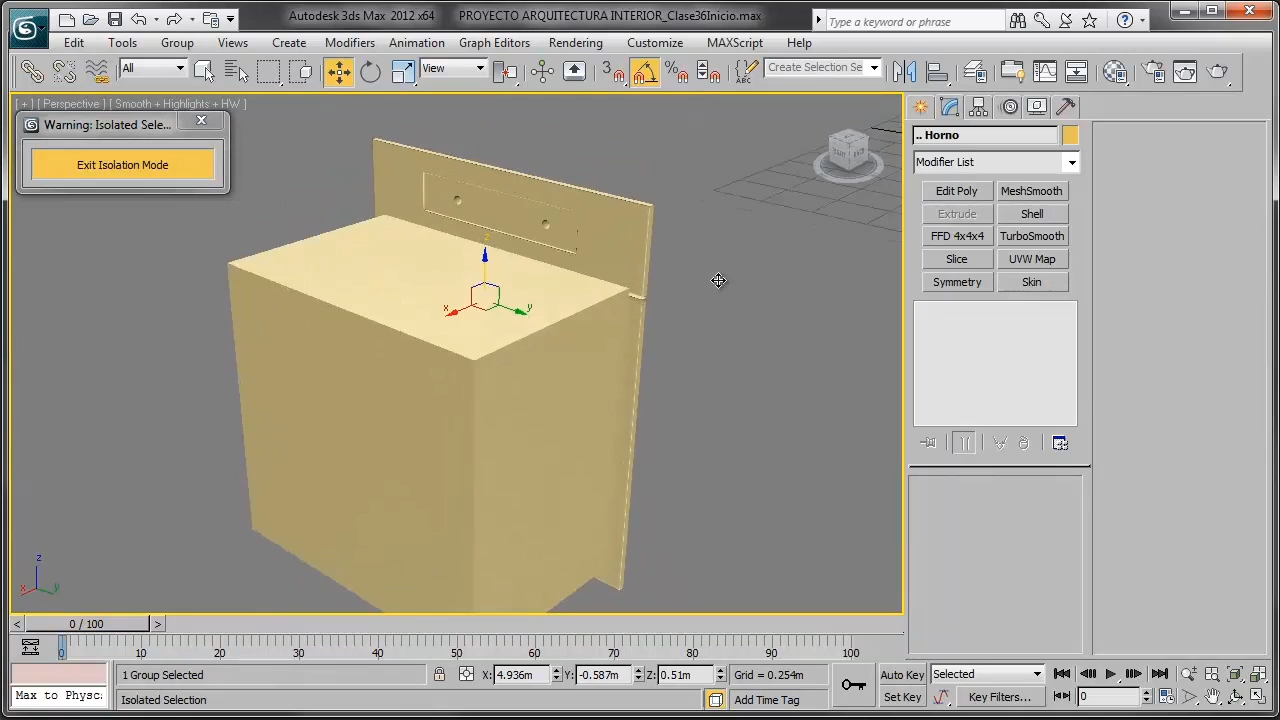 Autodesk 3ds Max 2012 x64 PROYECTO ARQUITECTURA INTERIOR_Clase36Inicio.max
Type a keyword or phrase
Edit Tools Group Views Create Modifiers Animation Graph Editors Rendering Customize MAXScript Help
All View 3 Create Selection Se
[ + ] [ Perspective ] [ Smooth + Highlights + HW ]
Warning: Isolated Sele...
Exit Isolation Mode
.. Horno
Modifier List
Edit Poly MeshSmooth
Extrude Shell
FFD 4x4x4 TurboSmooth
Slice UVW Map
Symmetry Skin
z
x y
z
x y
< 0 / 100 >
0 10 20 30 40 50 60 70 80 90 100
1 Group Selected X: 4.936m Y: -0.587m Z: 0.51m Grid = 0.254m Auto Key Selected
Max to Physc: Isolated Selection Add Time Tag Set Key Key Filters... 0